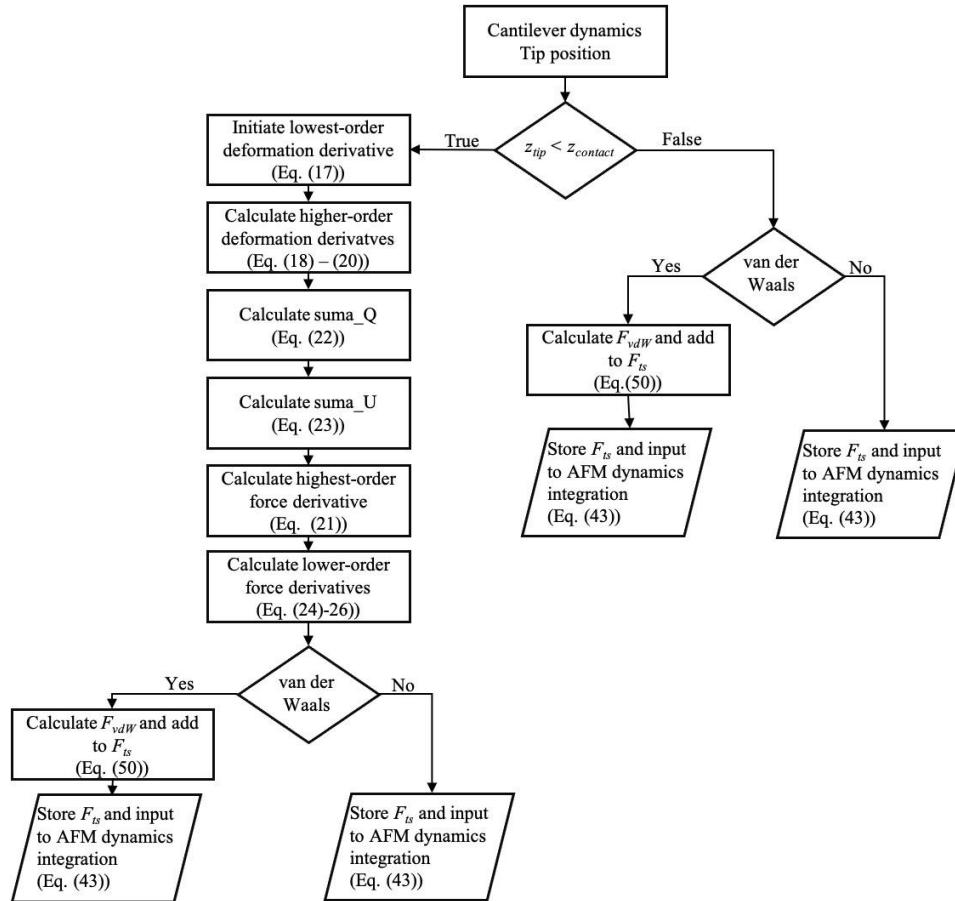 Cantilever dynamics
Tip position
True
z_tip < z_contact
False
Initiate lowest-order
deformation derivative
(Eq. (17))
Calculate higher-order
deformation derivatves
(Eq. (18) – (20))
Calculate suma_Q
(Eq. (22))
Calculate suma_U
(Eq. (23))
Calculate highest-order
force derivative
(Eq. (21))
Calculate lower-order
force derivatives
(Eq. (24)-26))
Yes
van der
Waals
No
Calculate F_vdW and add
to F_ts
(Eq. (50))
Store F_ts and input
to AFM dynamics
integration
(Eq. (43))
Store F_ts and input
to AFM dynamics
integration
(Eq. (43))
Yes
van der
Waals
No
Calculate F_vdW and add
to F_ts
(Eq.(50))
Store F_ts and input
to AFM dynamics
integration
(Eq. (43))
Store F_ts and input
to AFM dynamics
integration
(Eq. (43))